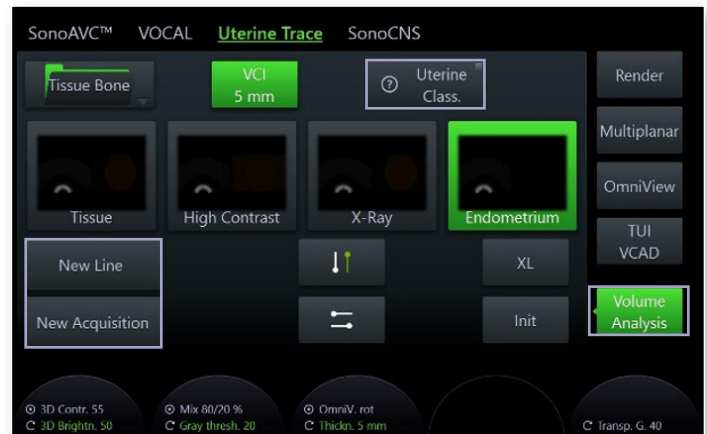 SonoAVC™ VOCAL Uterine Trace SonoCNS
Tissue Bone
VCI
5 mm
Uterine
Class.
Render
Multiplanar
Tissue High Contrast X-Ray Endometrium
OmniView
TUI
VCAD
New Line
XL
New Acquisition
Init
Volume
Analysis
3D Contr. 55
3D Brightn. 50
Mix 80/20 %
Gray thresh. 20
OmniV. rot
Thickn. 5 mm
Transp. G. 40